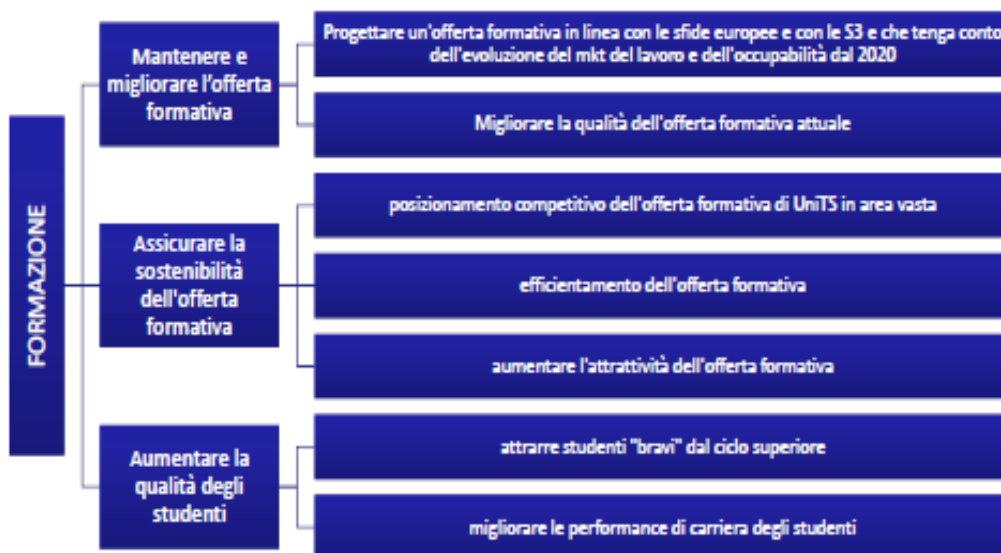 FORMAZIONE
Mantenere e
migliorare l'offerta
formativa
Progettare un'offerta formativa in linea con le sfide europee e con le S3 e che tenga conto
dell'evoluzione del mkt del lavoro e dell'occupabilità dal 2020
Migliorare la qualità dell'offerta formativa attuale
Assicurare la
sostenibilità
dell'offerta
formativa
posizionamento competitivo dell'offerta formativa di UniTS in area vasta
efficientamento dell'offerta formativa
aumentare l'attrattività dell'offerta formativa
Aumentare la
qualità degli
studenti
attrarre studenti "bravi" dal ciclo superiore
migliorare le performance di carriera degli studenti